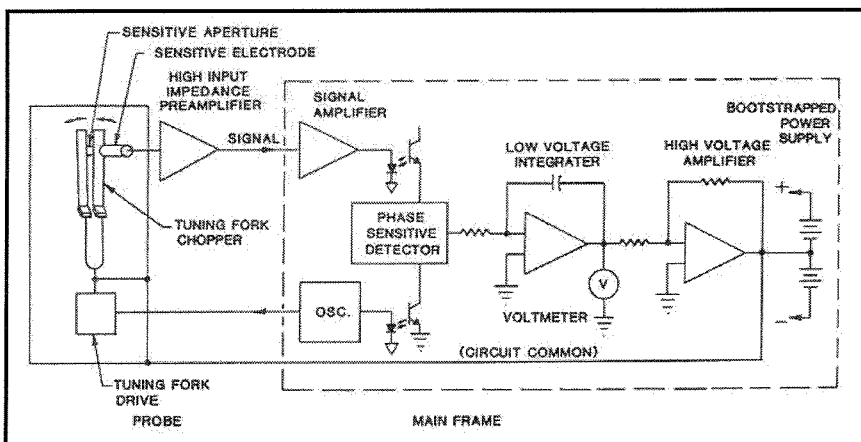 SENSITIVE APERTURE
SENSITIVE ELECTRODE
HIGH INPUT
IMPEDANCE
PREAMPLIFIER
SIGNAL
SIGNAL
AMPLIFIER
LOW VOLTAGE
INTEGRATER
HIGH VOLTAGE
AMPLIFIER
BOOTSTRAPPED
POWER
SUPPLY
+
PHASE
SENSITIVE
DETECTOR
TUNING FORK
CHOPPER
V
VOLTMETER
−
OSC.
(CIRCUIT COMMON)
TUNING FORK
DRIVE
PROBE
MAIN FRAME